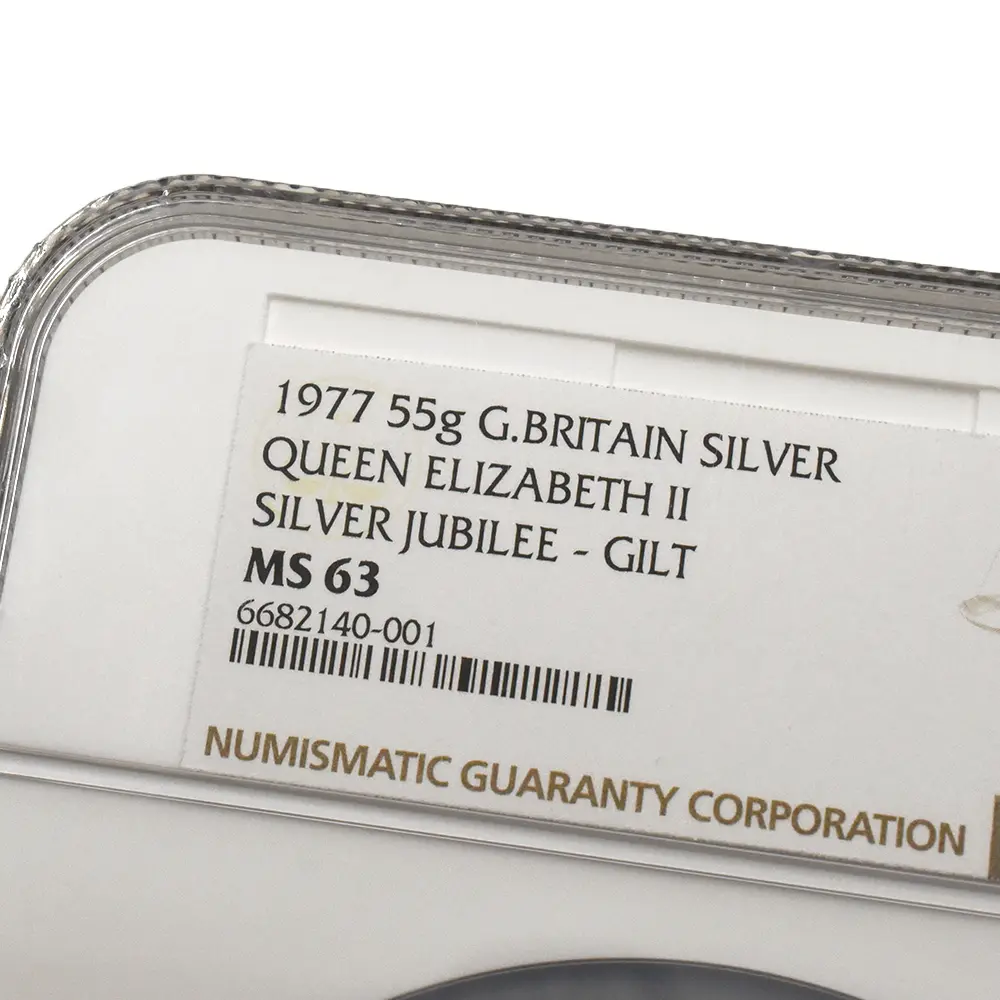 1977 55g G.BRITAIN SILVER
QUEEN ELIZABETH II
SILVER JUBILEE - GILT
MS 63
6682140-001
NUMISMATIC GUARANTY CORPORATION